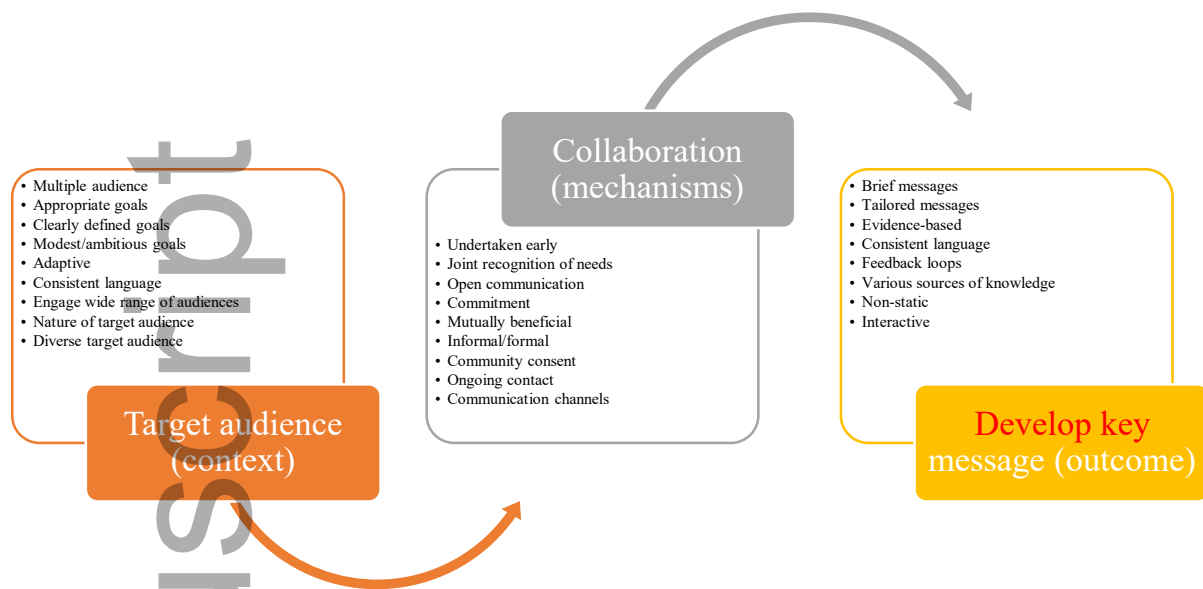 Multiple audience
Appropriate goals
Clearly defined goals
Modest/ambitious goals
Adaptive
Consistent language
Engage wide range of audiences
Nature of target audience
Diverse target audience
Target audience
(context)
Collaboration
(mechanisms)
Undertaken early
Joint recognition of needs
Open communication
Commitment
Mutually beneficial
Informal/formal
Community consent
Ongoing contact
Communication channels
Brief messages
Tailored messages
Evidence-based
Consistent language
Feedback loops
Various sources of knowledge
Non-static
Interactive
Develop key
message (outcome)
uscript